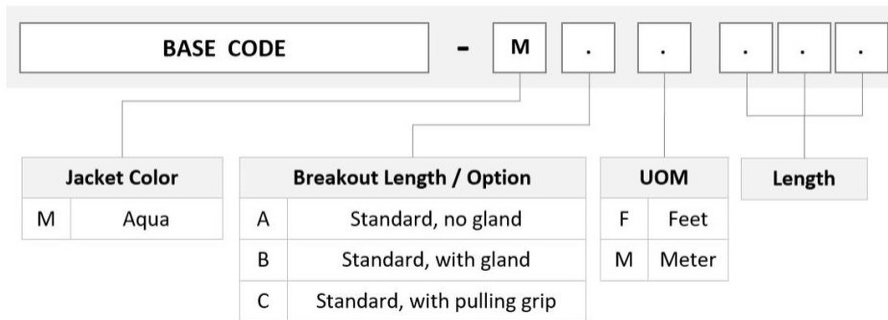 BASE CODE - M . . . . .
Jacket Color
M Aqua
Breakout Length / Option
A Standard, no gland
B Standard, with gland
C Standard, with pulling grip
UOM
F Feet
M Meter
Length